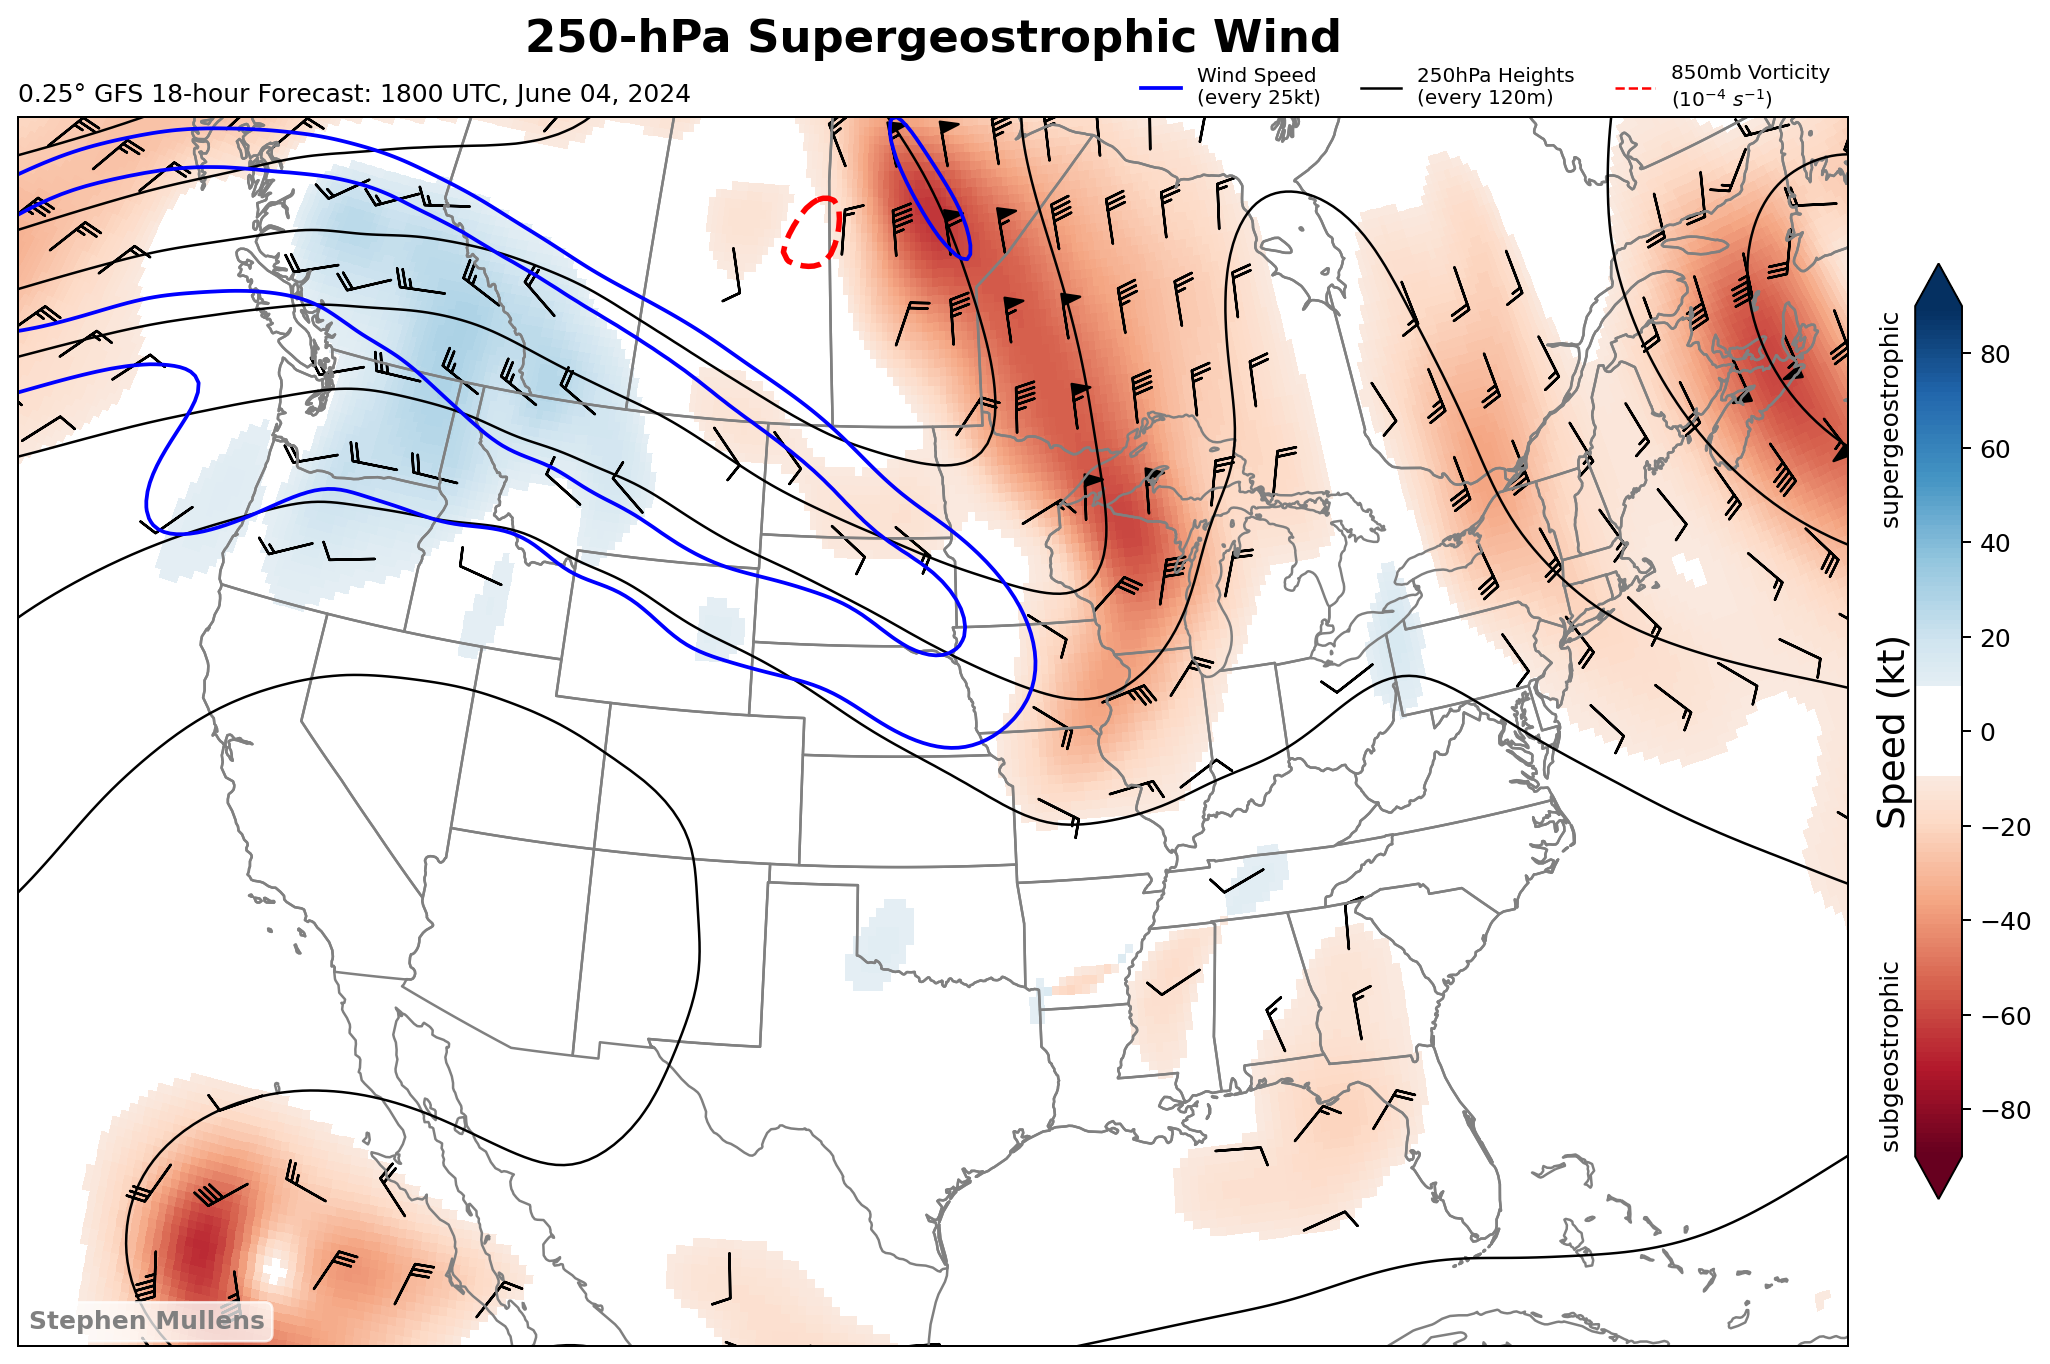 250-hPa Supergeostrophic Wind
0.25° GFS 18-hour Forecast: 1800 UTC, June 04, 2024
Wind Speed
(every 25kt)
250hPa Heights
(every 120m)
850mb Vorticity
(10⁻⁴ s⁻¹)
supergeostrophic
Speed (kt)
subgeostrophic
80
60
40
20
0
−20
−40
−60
−80
Stephen Mullens